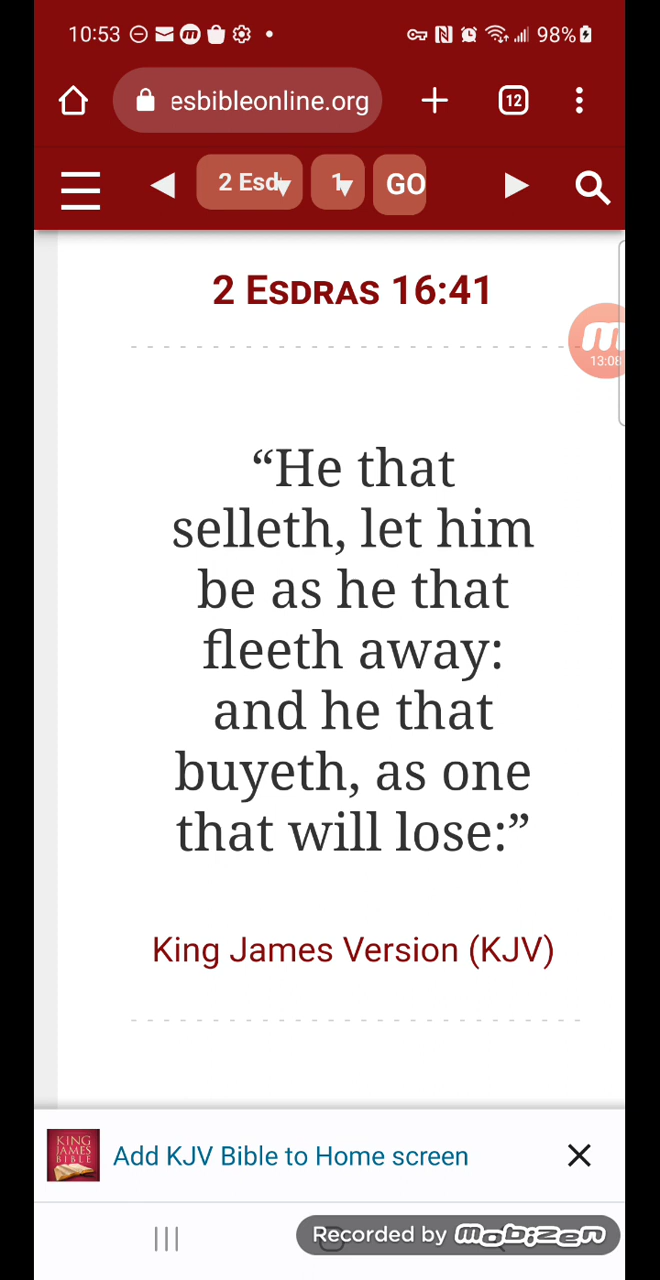 10:53 98%
esbibleonline.org 12
2 Esd 1 GO
2 ESDRAS 16:41
13:08
“He that
selleth, let him
be as he that
fleeth away:
and he that
buyeth, as one
that will lose:”
King James Version (KJV)
KING
JAMES
BIBLE
Add KJV Bible to Home screen
Recorded by mobizen